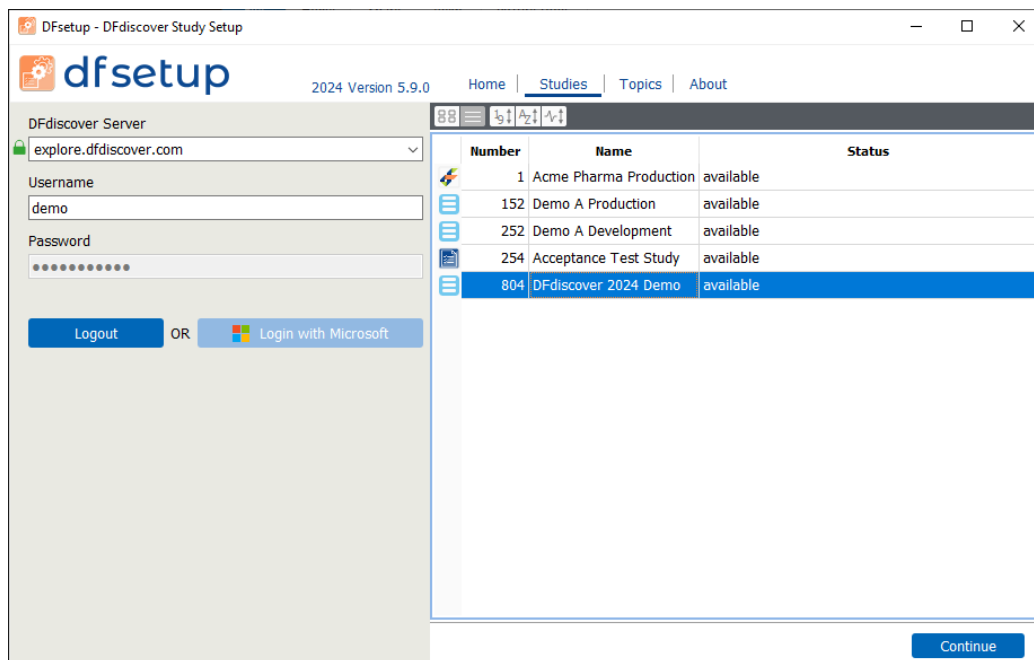 DFsetup - DFdiscover Study Setup
dfsetup
2024 Version 5.9.0
Home | Studies | Topics | About
DFdiscover Server
explore.dfdiscover.com
Username
demo
Password
●●●●●●●●●●●
Logout OR Login with Microsoft
Number Name Status
1 Acme Pharma Production available
152 Demo A Production available
252 Demo A Development available
254 Acceptance Test Study available
804 DFdiscover 2024 Demo available
Continue